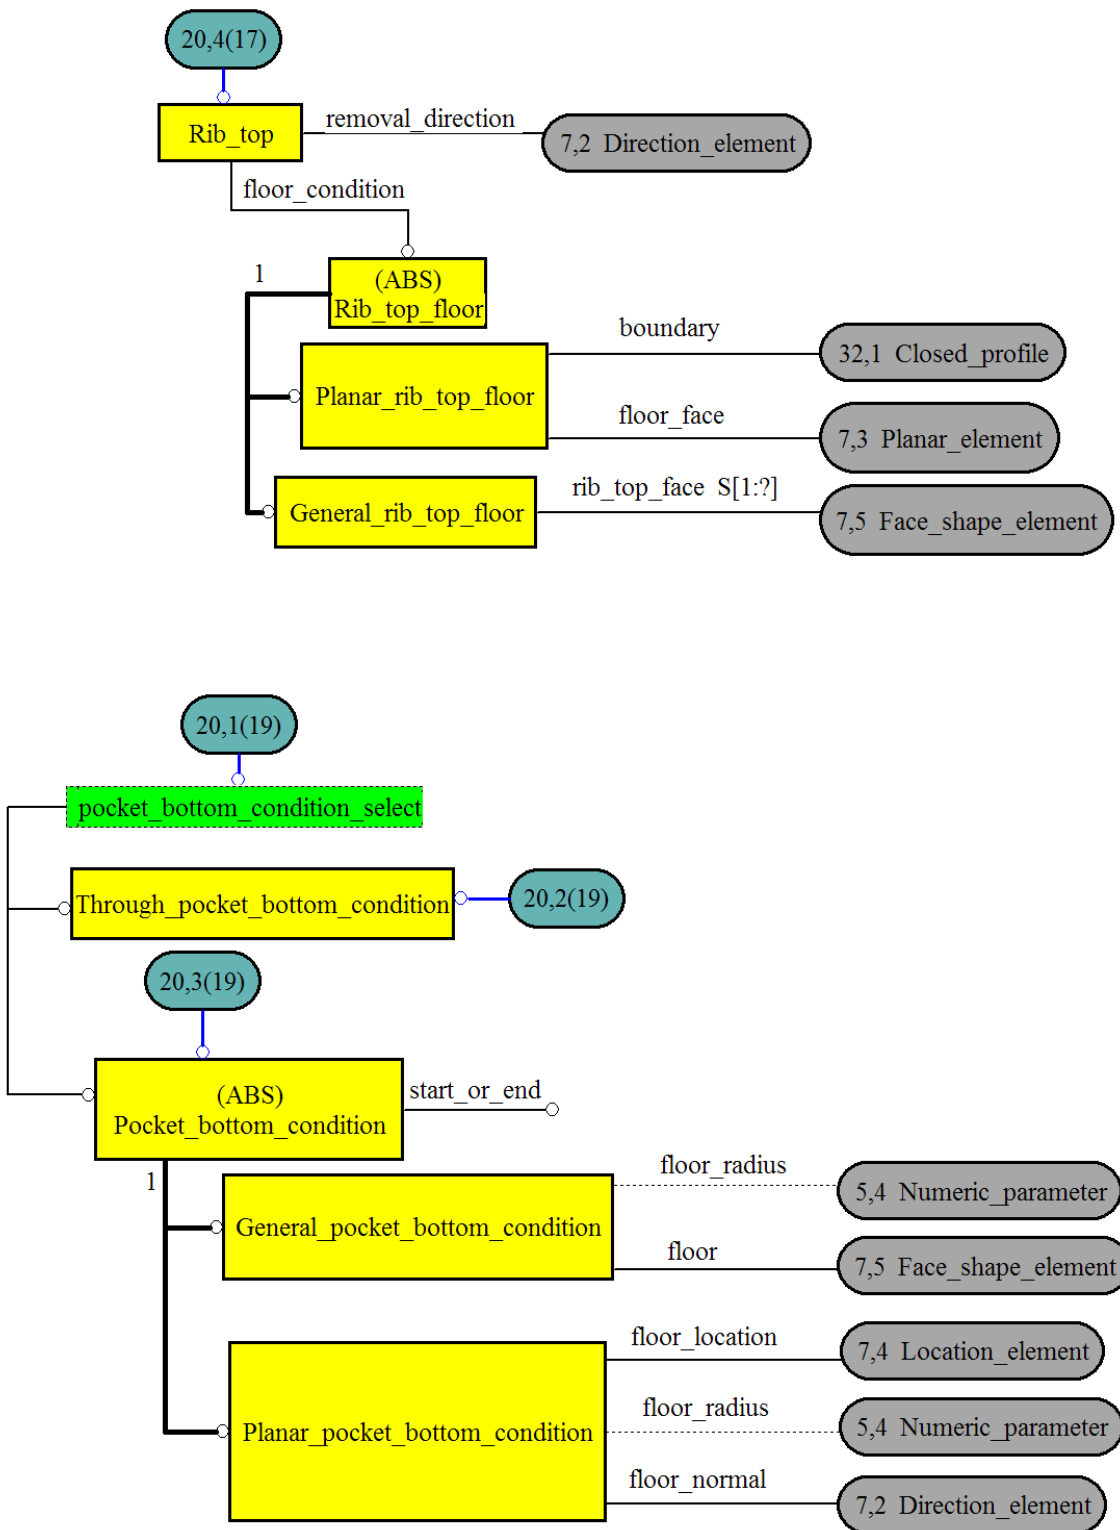 20,4(17)
Rib_top
removal_direction
7,2 Direction_element
floor_condition
1
(ABS)
Rib_top_floor
boundary
32,1 Closed_profile
Planar_rib_top_floor
floor_face
7,3 Planar_element
General_rib_top_floor
rib_top_face S[1:?]
7,5 Face_shape_element
20,1(19)
pocket_bottom_condition_select
Through_pocket_bottom_condition
20,2(19)
20,3(19)
(ABS)
Pocket_bottom_condition
start_or_end
1
floor_radius
5,4 Numeric_parameter
General_pocket_bottom_condition
floor
7,5 Face_shape_element
floor_location
7,4 Location_element
Planar_pocket_bottom_condition
floor_radius
5,4 Numeric_parameter
floor_normal
7,2 Direction_element